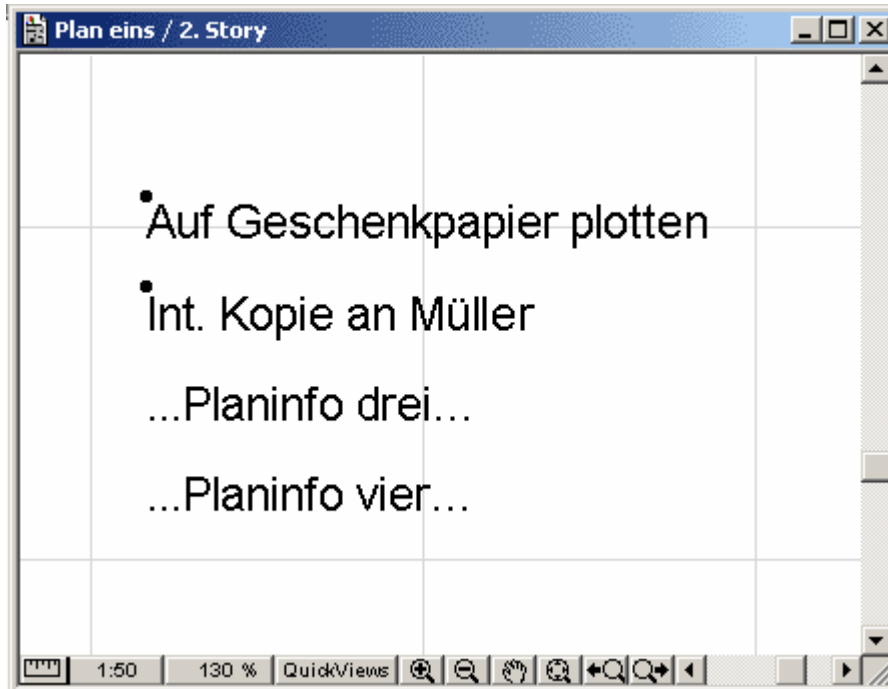 Plan eins / 2. Story
Auf Geschenkpapier plotten
Int. Kopie an Müller
...Planinfo drei...
...Planinfo vier...
1:50 130 % QuickViews